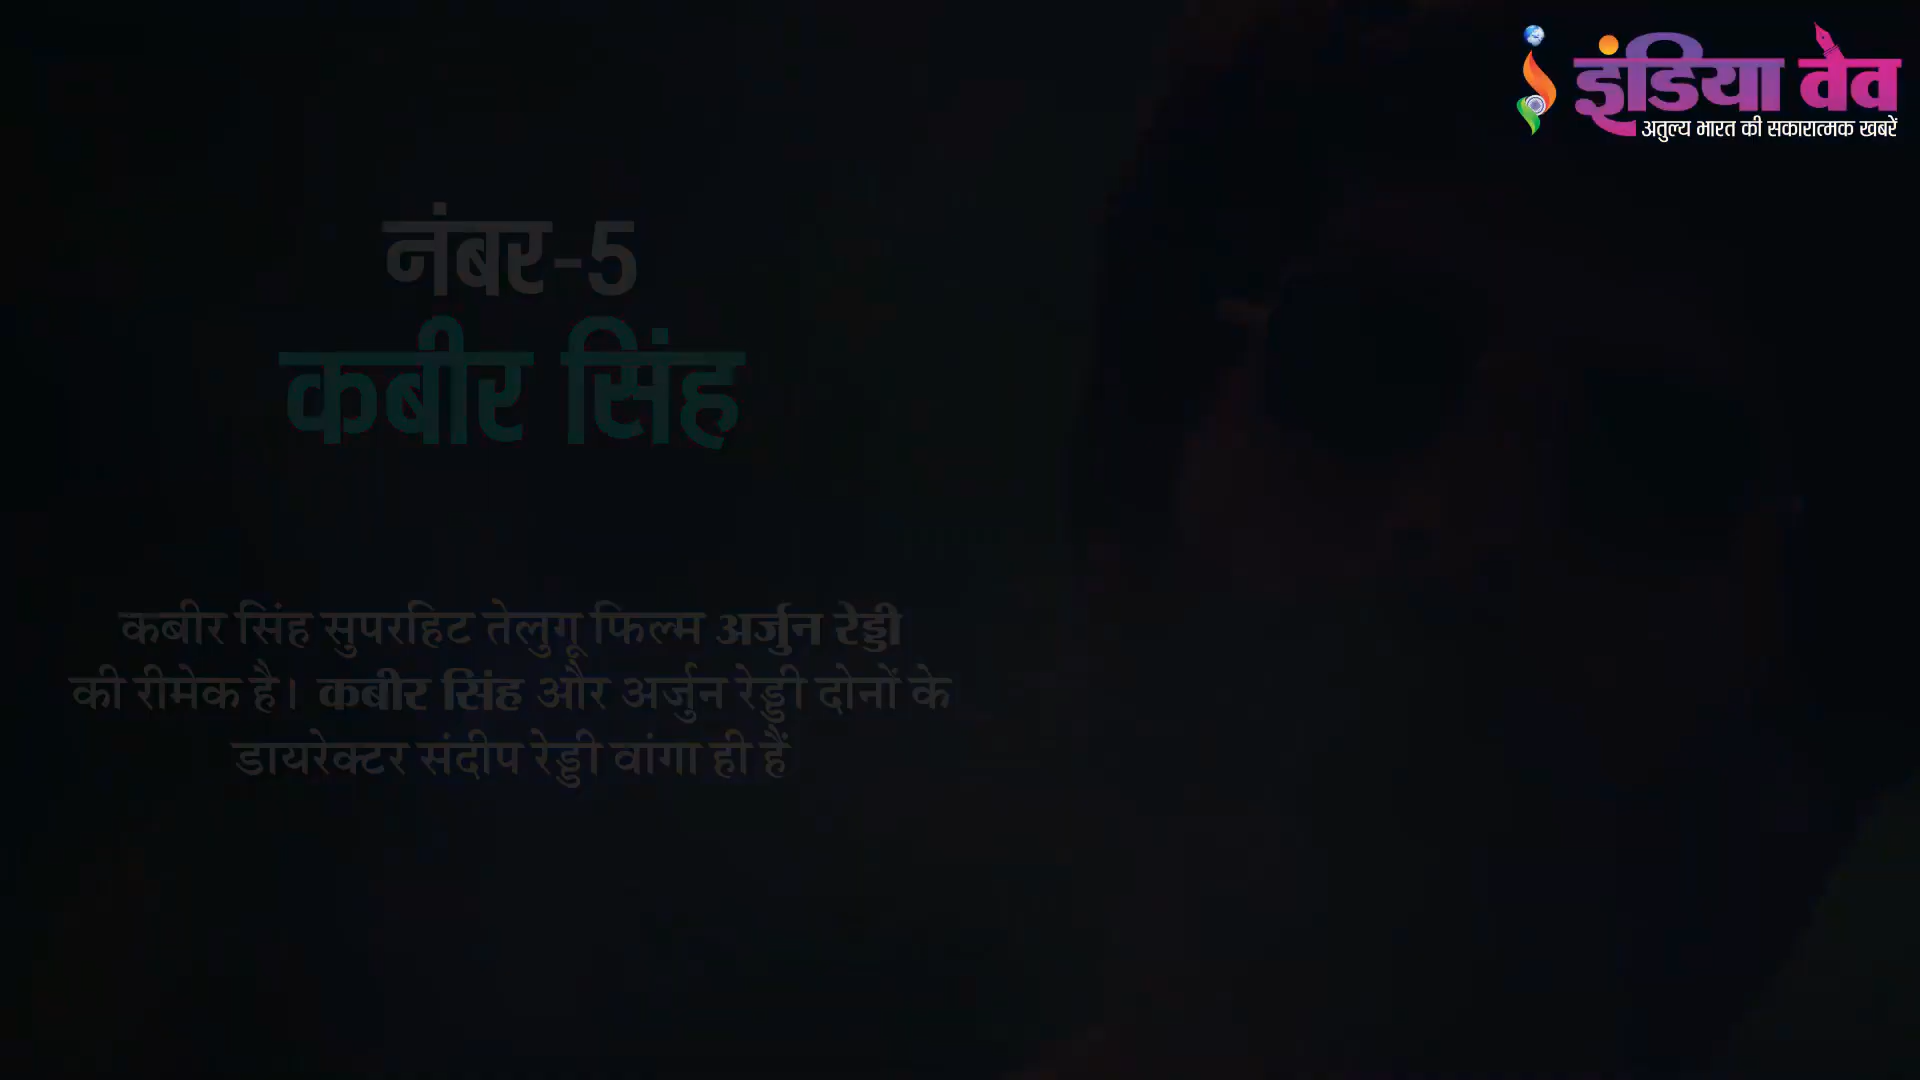 इंडिया वेव
अतुल्य भारत की सकारात्मक खबरें
नंबर-5
कबीर सिंह
कबीर सिंह सुपरहिट तेलुगू फिल्म अर्जुन रेड्डी
की रीमेक है। कबीर सिंह और अर्जुन रेड्डी दोनों के
डायरेक्टर संदीप रेड्डी वांगा ही हैं